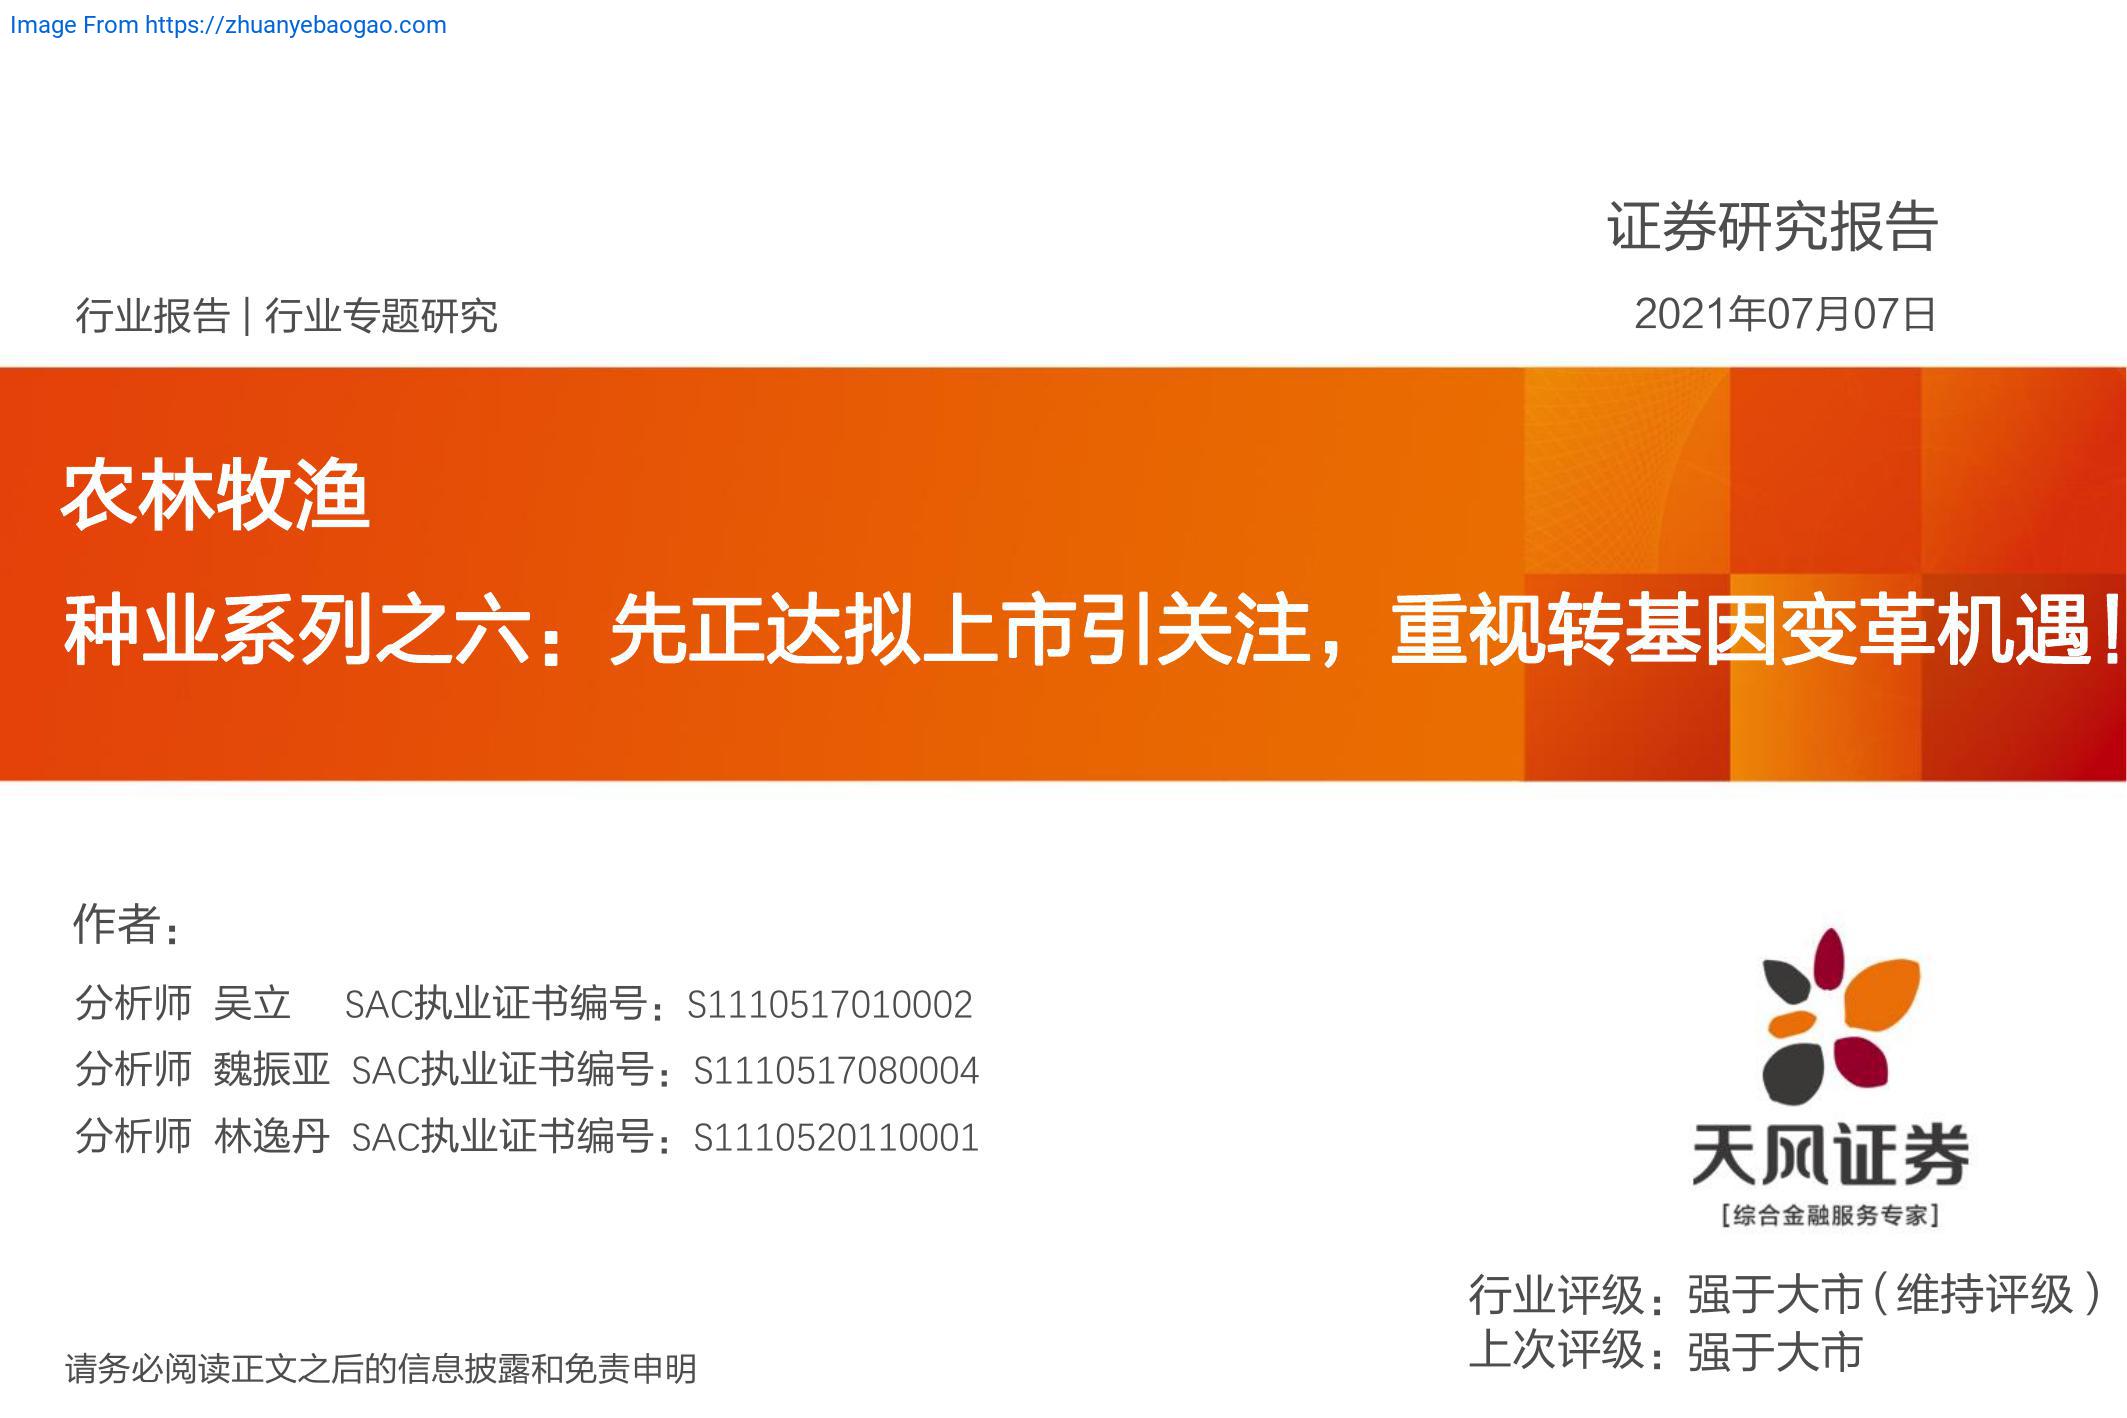 Image From https://zhuanyebaogao.com
证券研究报告
行业报告 | 行业专题研究
2021年07月07日
农林牧渔
种业系列之六：先正达拟上市引关注，重视转基因变革机遇！
作者：
分析师 吴立 SAC执业证书编号：S1110517010002
分析师 魏振亚 SAC执业证书编号：S1110517080004
分析师 林逸丹 SAC执业证书编号：S1110520110001
天风证券
[综合金融服务专家]
行业评级：强于大市（维持评级）
上次评级：强于大市
请务必阅读正文之后的信息披露和免责申明